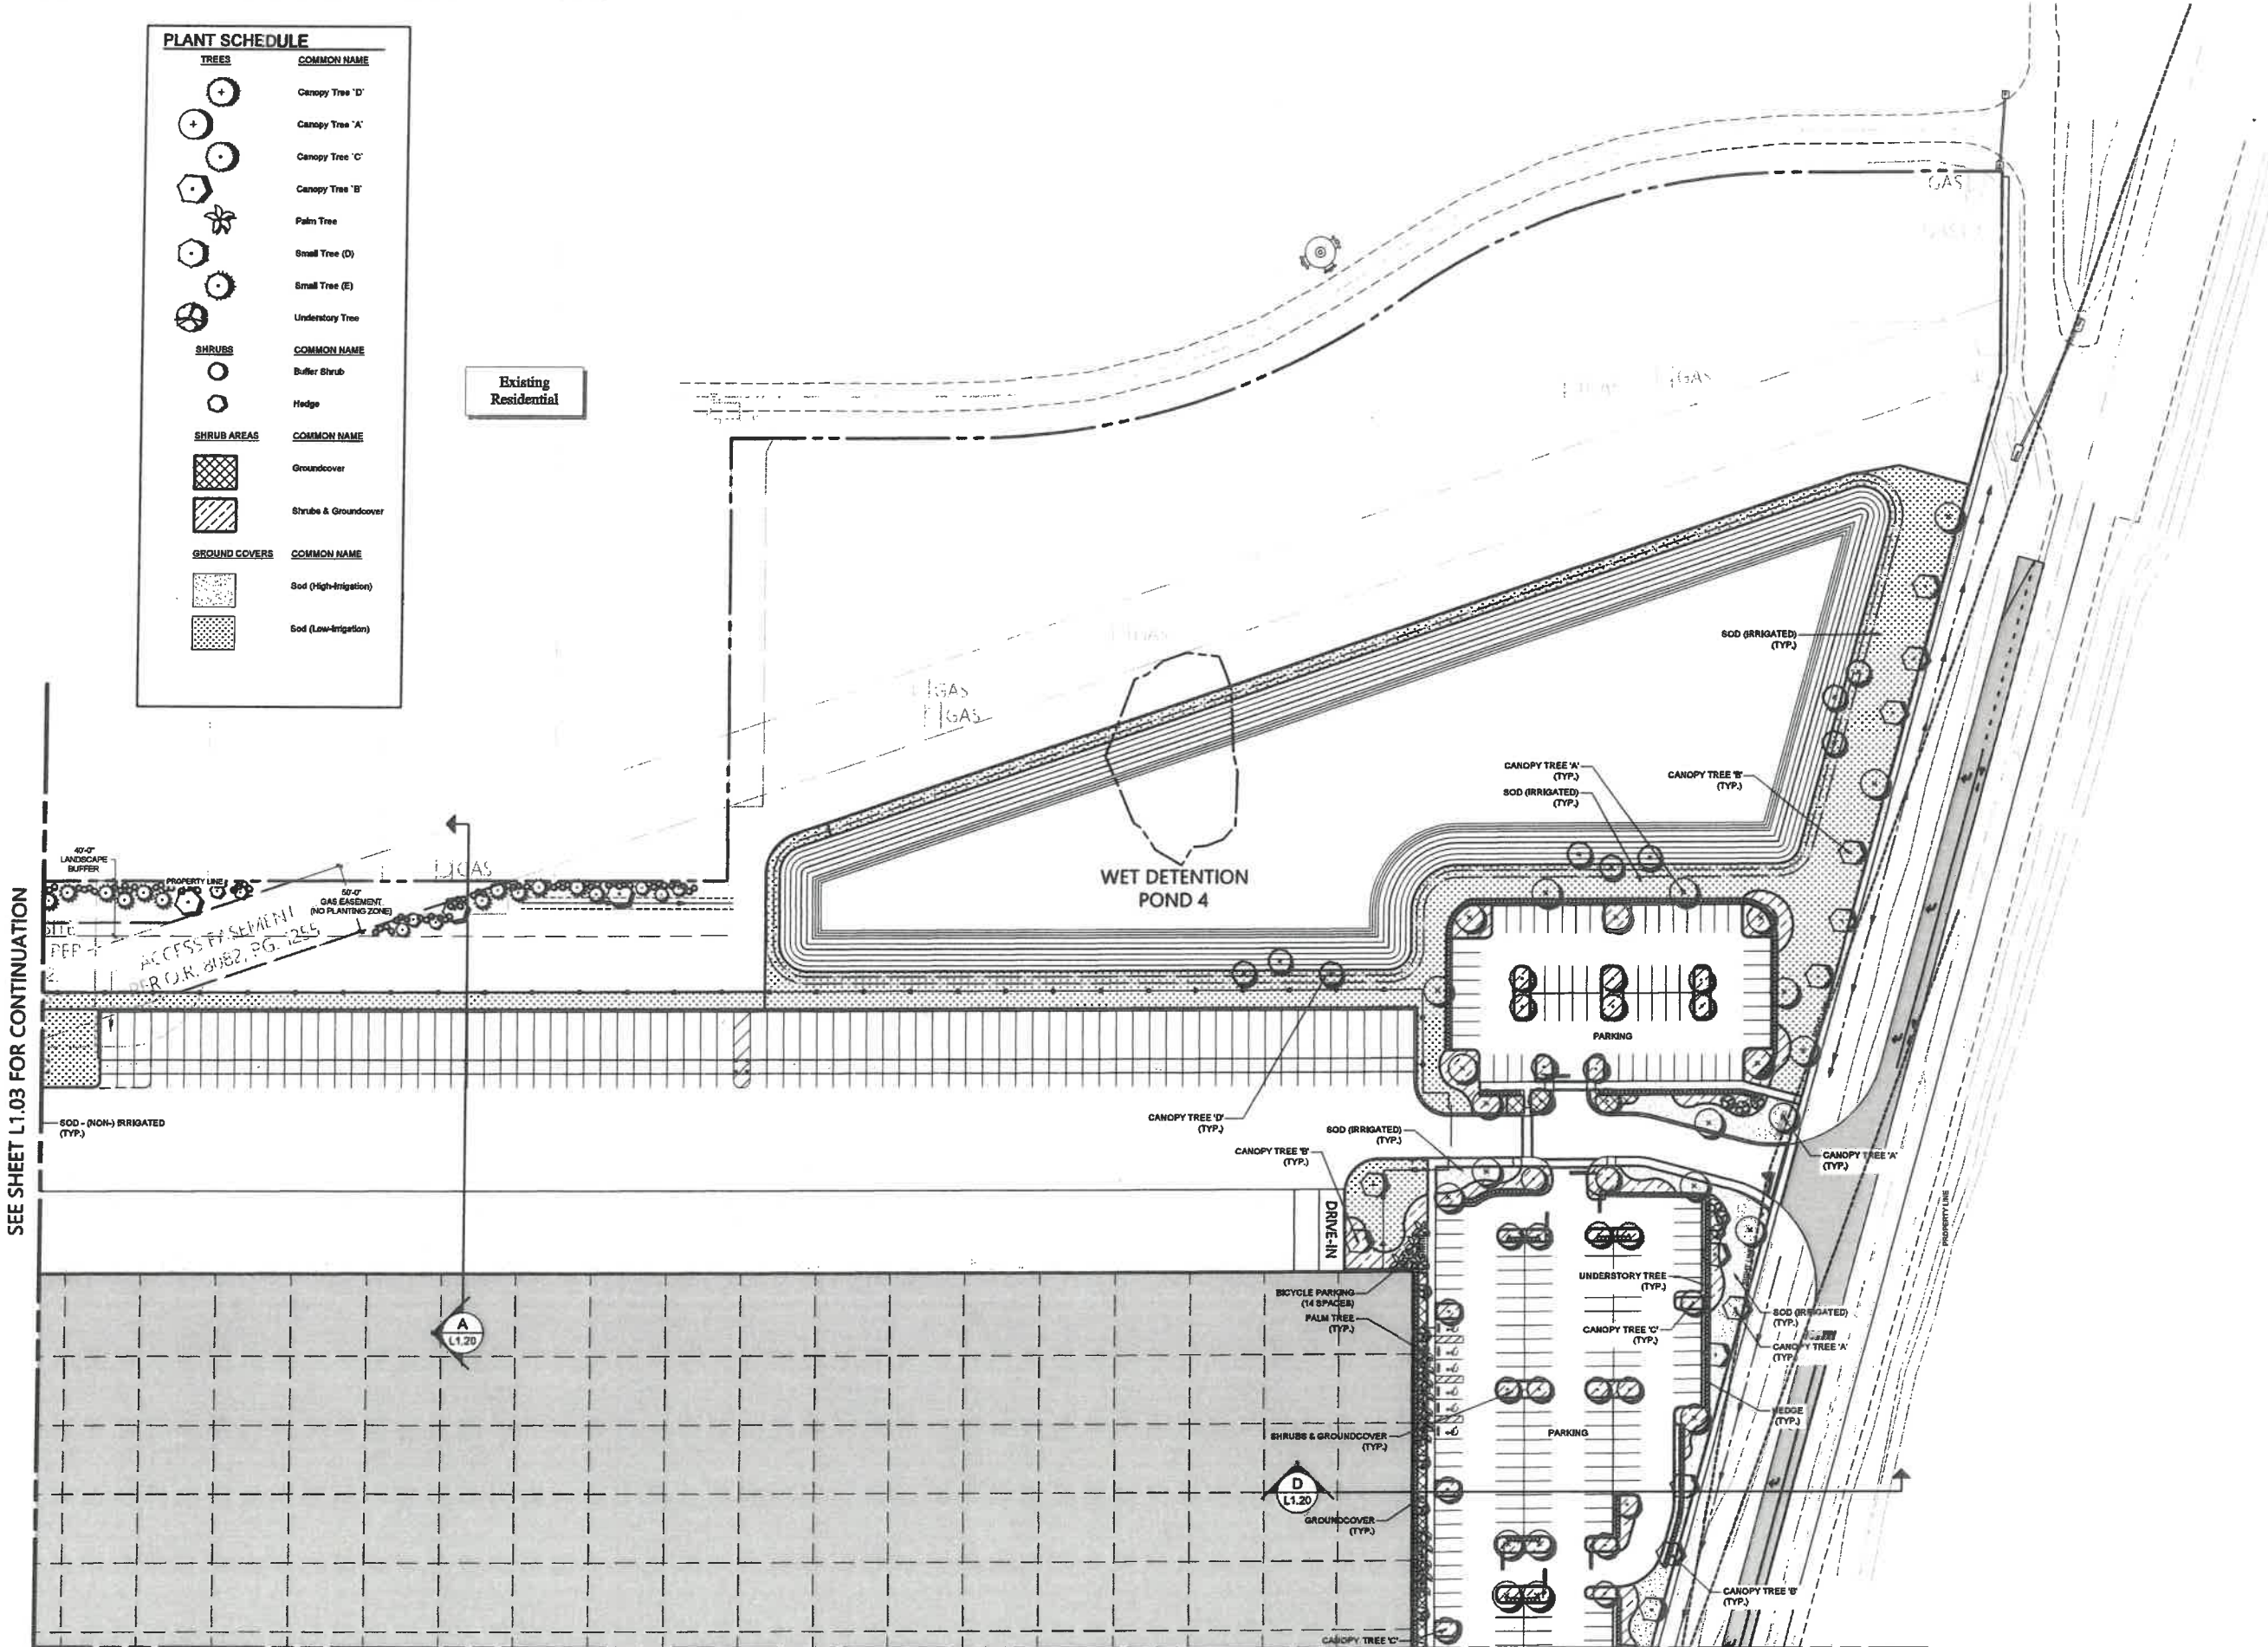 PLANT SCHEDULE
TREES COMMON NAME
Canopy Tree 'D'
Canopy Tree 'A'
Canopy Tree 'C'
Canopy Tree 'B'
Palm Tree
Small Tree (D)
Small Tree (E)
Understory Tree
SHRUBS COMMON NAME
Buffer Shrub
Hedge
SHRUB AREAS COMMON NAME
Groundcover
Shrubs & Groundcover
GROUND COVERS COMMON NAME
Sod (High-Irrigation)
Sod (Low-Irrigation)
Existing
Residential
GAS
GAS
GAS
GAS
GAS
GAS
SOD (IRRIGATED)
(TYP.)
CANOPY TREE 'A'
(TYP.)
SOD (IRRIGATED)
(TYP.)
CANOPY TREE 'B'
(TYP.)
WET DETENTION
POND 4
40'-0"
LANDSCAPE
BUFFER
PROPERTY LINE
50'-0"
GAS EASEMENT
(NO PLANTING ZONE)
ACCESS EASEMENT
PER O.R. 8082, PG. 1255
PER
SEE SHEET L1.03 FOR CONTINUATION
PARKING
SOD - (NON-) IRRIGATED
(TYP.)
CANOPY TREE 'D'
(TYP.)
SOD (IRRIGATED)
(TYP.)
CANOPY TREE 'B'
(TYP.)
CANOPY TREE 'A'
(TYP.)
DRIVE-IN
PROPERTY LINE
BICYCLE PARKING
(14 SPACES)
PALM TREE
(TYP.)
UNDERSTORY TREE
(TYP.)
SOD (IRRIGATED)
(TYP.)
CANOPY TREE 'C'
(TYP.)
CANOPY TREE 'A'
(TYP.)
A
L1.20
HEDGE
(TYP.)
PARKING
SHRUBS & GROUNDCOVER
(TYP.)
D
L1.20
GROUNDCOVER
(TYP.)
CANOPY TREE 'B'
(TYP.)
CANOPY TREE 'C'